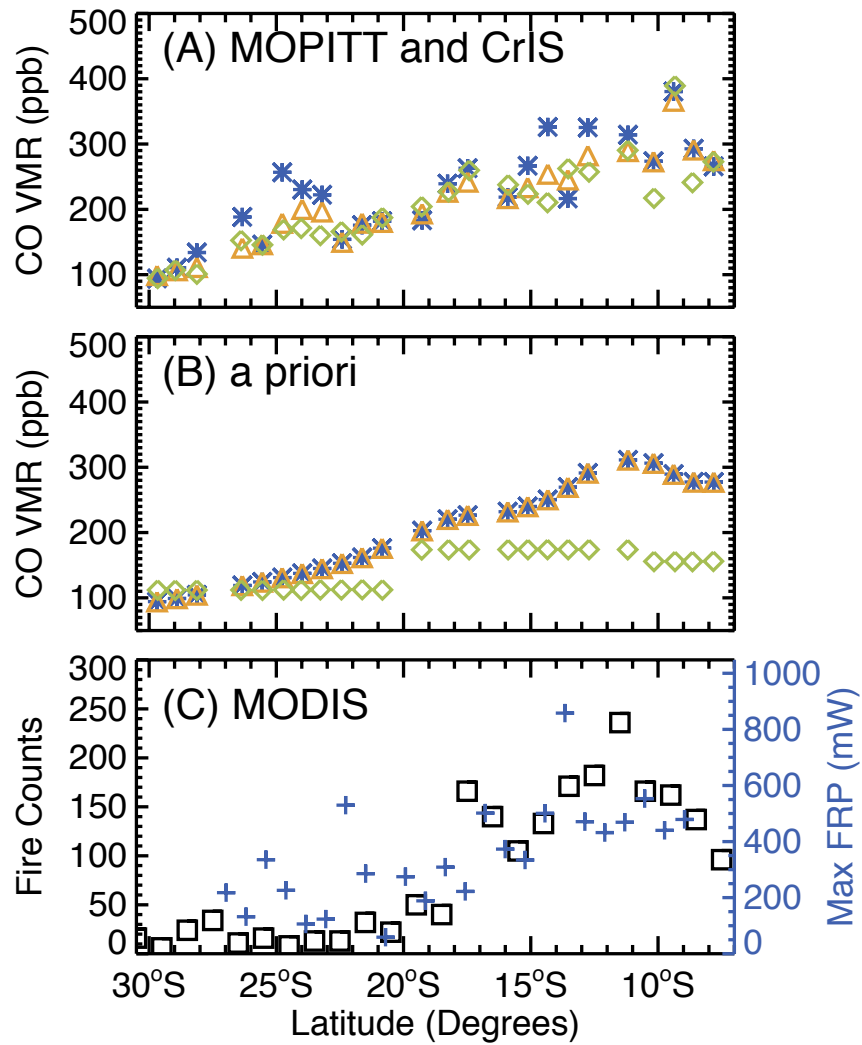 (A) MOPITT and CrIS
500
400
300
200
100
CO VMR (ppb)
(B) a priori
500
400
300
200
100
CO VMR (ppb)
(C) MODIS
300
250
200
150
100
50
0
Fire Counts
1000
800
600
400
200
0
Max FRP (mW)
30°S 25°S 20°S 15°S 10°S
Latitude (Degrees)